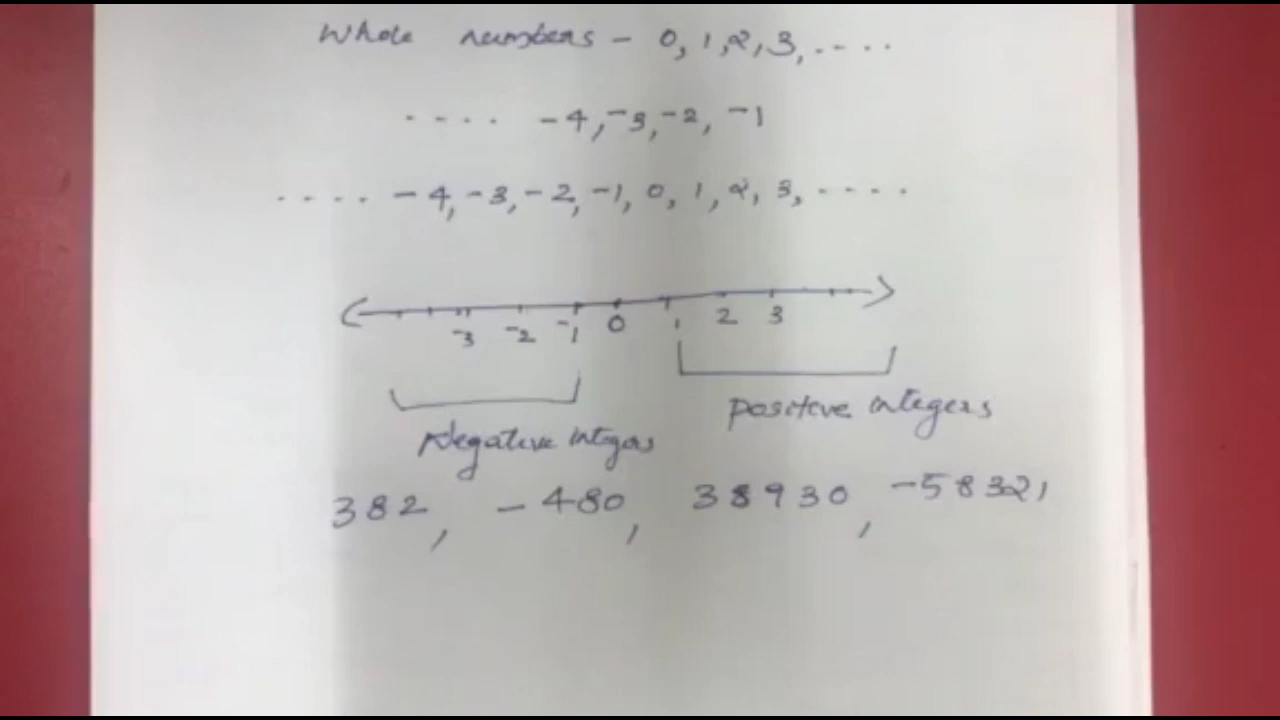 Whole numbers - 0, 1, 2, 3, ....
.... -4, -3, -2, -1
.... -4, -3, -2, -1, 0, 1, 2, 3, ....
-3 -2 -1 0 1 2 3
Positive integers
Negative integers
382, -480, 38930, -58321